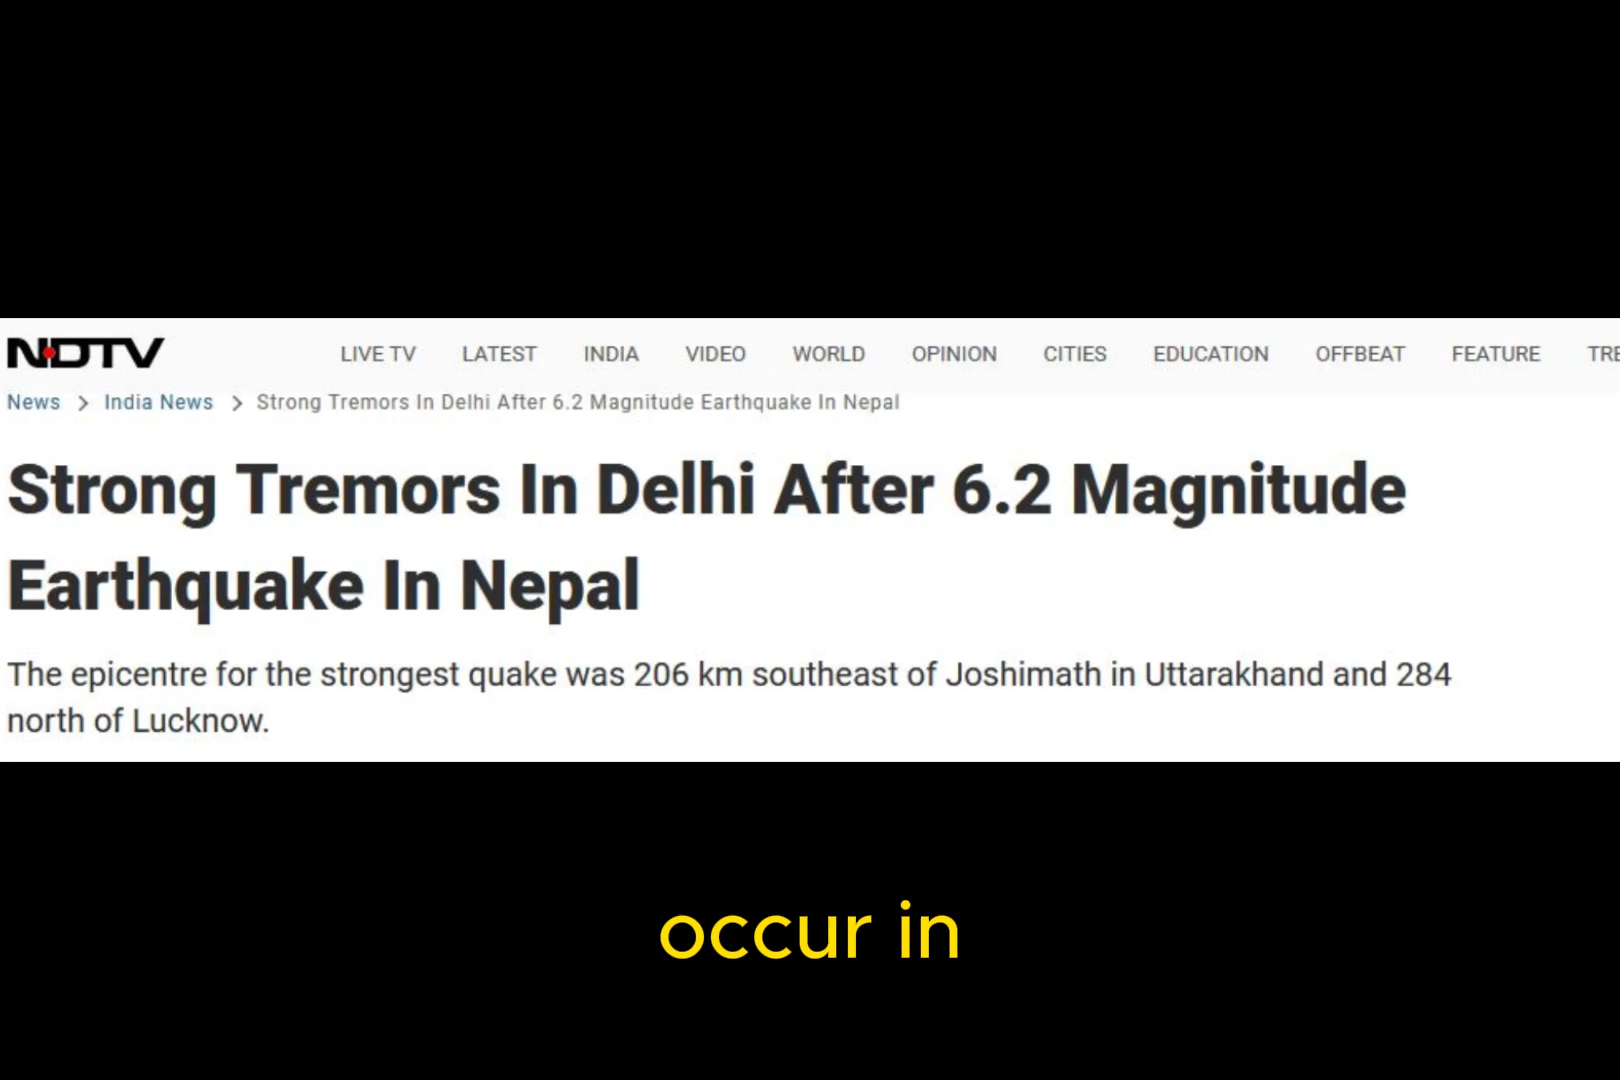 NDTV LIVE TV LATEST INDIA VIDEO WORLD OPINION CITIES EDUCATION OFFBEAT FEATURE TRE
News > India News > Strong Tremors In Delhi After 6.2 Magnitude Earthquake In Nepal
Strong Tremors In Delhi After 6.2 Magnitude
Earthquake In Nepal
The epicentre for the strongest quake was 206 km southeast of Joshimath in Uttarakhand and 284
north of Lucknow.
occur in